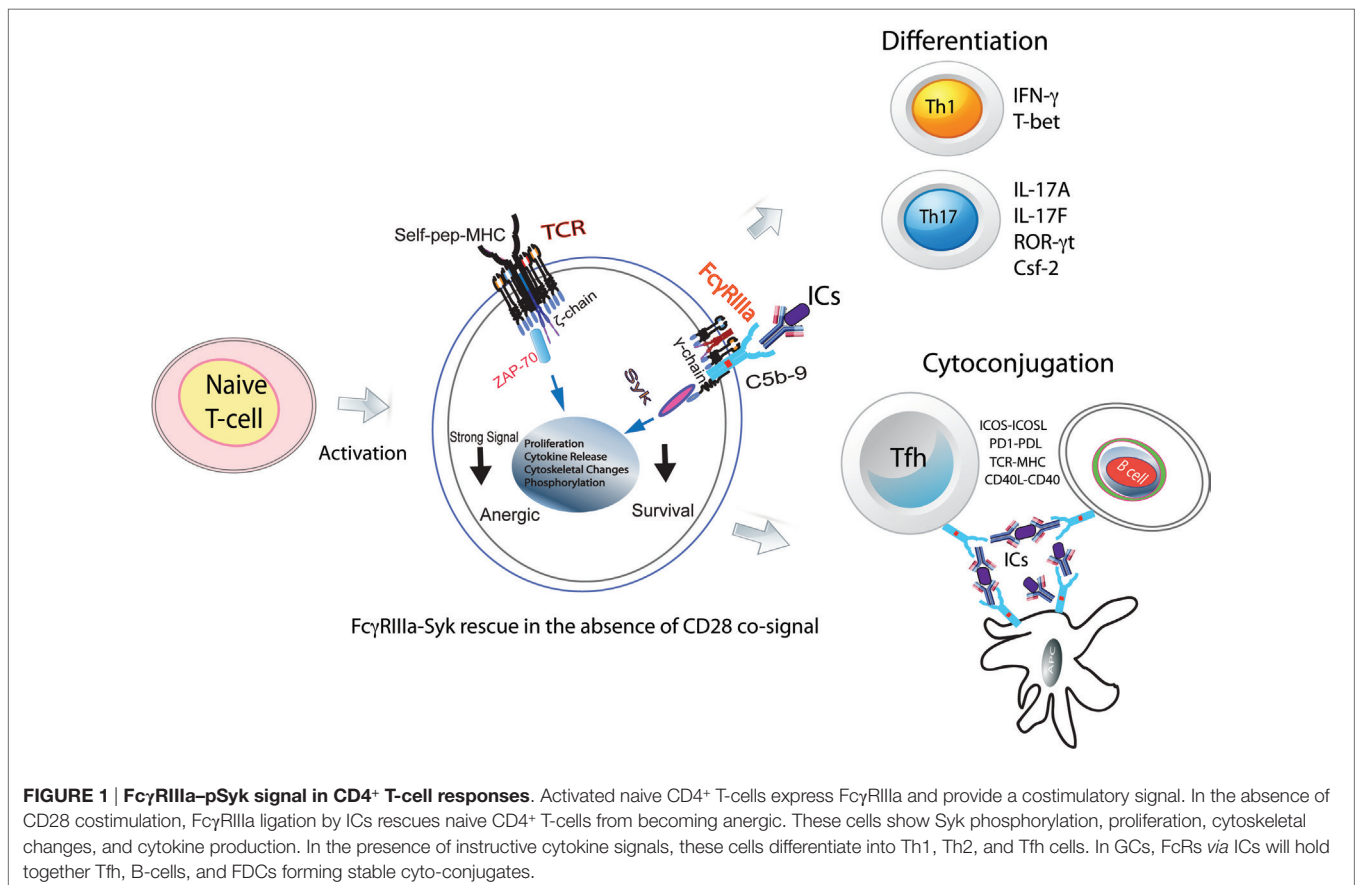 Differentiation
Th1
IFN-γ
T-bet
Th17
IL-17A
IL-17F
ROR-γt
Csf-2
Self-pep-MHC
TCR
ζ-chain
ZAP-70
FcγRIIIa
ICs
γ-chain
C5b-9
Syk
Naive
T-cell
Activation
Strong Signal
Anergic
Proliferation
Cytokine Release
Cytoskeletal Changes
Phosphorylation
Survival
FcγRIIIa-Syk rescue in the absence of CD28 co-signal
Cytoconjugation
Tfh
ICOS-ICOSL
PD1-PDL
TCR-MHC
CD40L-CD40
B cell
ICs
APC
FIGURE 1 | FcγRIIIa–pSyk signal in CD4⁺ T-cell responses. Activated naive CD4⁺ T-cells express FcγRIIIa and provide a costimulatory signal. In the absence of
CD28 costimulation, FcγRIIIa ligation by ICs rescues naive CD4⁺ T-cells from becoming anergic. These cells show Syk phosphorylation, proliferation, cytoskeletal
changes, and cytokine production. In the presence of instructive cytokine signals, these cells differentiate into Th1, Th2, and Tfh cells. In GCs, FcRs via ICs will hold
together Tfh, B-cells, and FDCs forming stable cyto-conjugates.